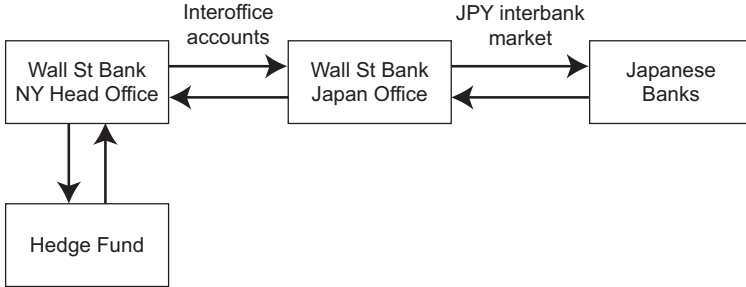 Interoffice
accounts
JPY interbank
market
Wall St Bank
NY Head Office
Wall St Bank
Japan Office
Japanese
Banks
Hedge Fund